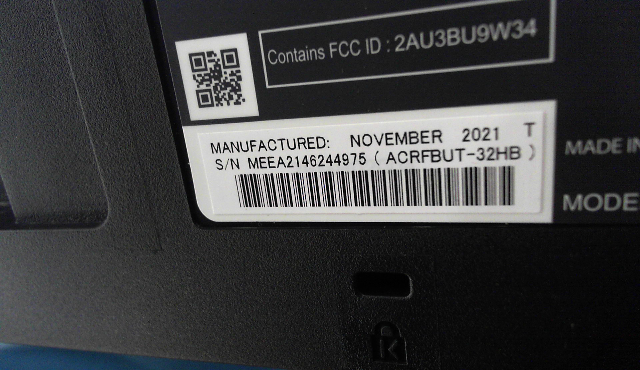 Contains FCC ID : 2AU3BU9W34
MANUFACTURED: NOVEMBER 2021 T
S/N MEEA2146244975 ( ACRFBUT-32HB )
MADE IN
MODE
K